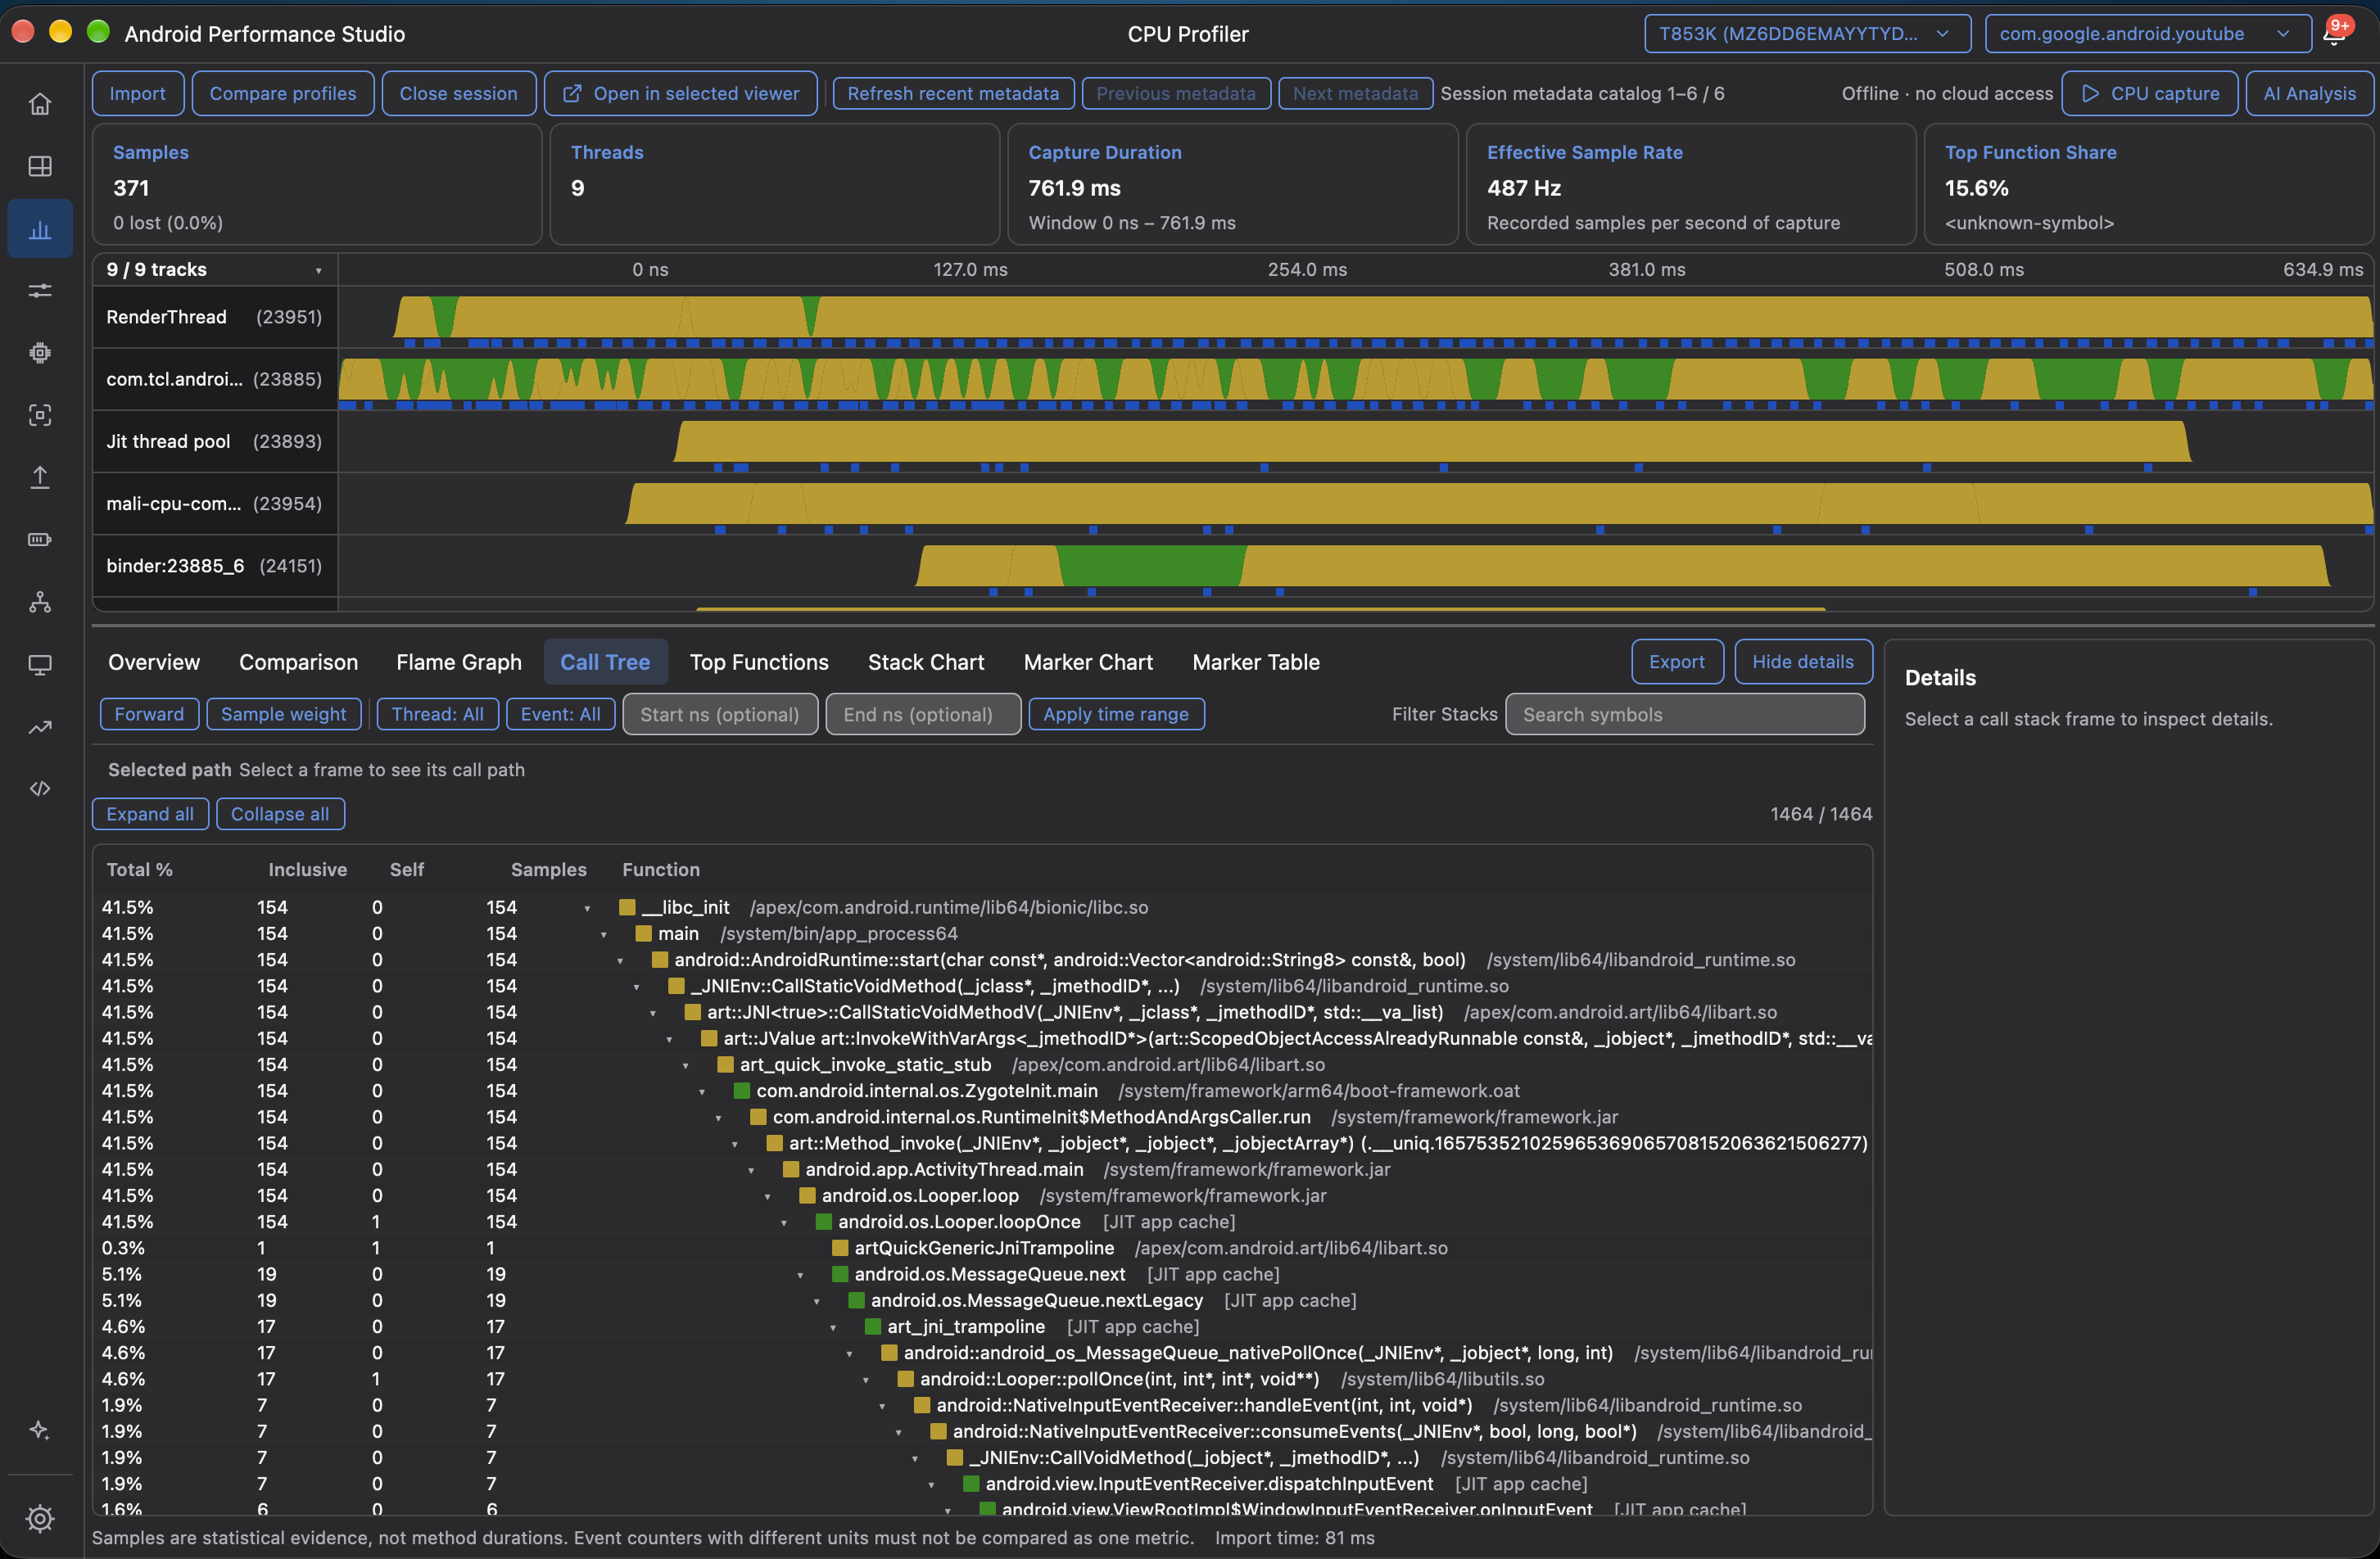 Android Performance Studio
CPU Profiler
T853K (MZ6DD6EMAYYTYD...
com.google.android.youtube
9+
Import
Compare profiles
Close session
Open in selected viewer
Refresh recent metadata
Previous metadata
Next metadata
Session metadata catalog 1–6 / 6
Offline · no cloud access
CPU capture
AI Analysis
Samples
371
0 lost (0.0%)
Threads
9
Capture Duration
761.9 ms
Window 0 ns – 761.9 ms
Effective Sample Rate
487 Hz
Recorded samples per second of capture
Top Function Share
15.6%
<unknown-symbol>
9 / 9 tracks
0 ns 127.0 ms 254.0 ms 381.0 ms 508.0 ms 634.9 ms
RenderThread (23951)
com.tcl.androi... (23885)
Jit thread pool (23893)
mali-cpu-com... (23954)
binder:23885_6 (24151)
Overview Comparison Flame Graph Call Tree Top Functions Stack Chart Marker Chart Marker Table
Export
Hide details
Forward
Sample weight
Thread: All
Event: All
Start ns (optional)
End ns (optional)
Apply time range
Filter Stacks
Search symbols
Selected path Select a frame to see its call path
Expand all
Collapse all
1464 / 1464
Details
Select a call stack frame to inspect details.
Total % Inclusive Self Samples Function
41.5% 154 0 154 __libc_init /apex/com.android.runtime/lib64/bionic/libc.so
41.5% 154 0 154 main /system/bin/app_process64
41.5% 154 0 154 android::AndroidRuntime::start(char const*, android::Vector<android::String8> const&, bool) /system/lib64/libandroid_runtime.so
41.5% 154 0 154 _JNIEnv::CallStaticVoidMethod(_jclass*, _jmethodID*, ...) /system/lib64/libandroid_runtime.so
41.5% 154 0 154 art::JNI<true>::CallStaticVoidMethodV(_JNIEnv*, _jclass*, _jmethodID*, std::__va_list) /apex/com.android.art/lib64/libart.so
41.5% 154 0 154 art::JValue art::InvokeWithVarArgs<_jmethodID*>(art::ScopedObjectAccessAlreadyRunnable const&, _jobject*, _jmethodID*, std::__va
41.5% 154 0 154 art_quick_invoke_static_stub /apex/com.android.art/lib64/libart.so
41.5% 154 0 154 com.android.internal.os.ZygoteInit.main /system/framework/arm64/boot-framework.oat
41.5% 154 0 154 com.android.internal.os.RuntimeInit$MethodAndArgsCaller.run /system/framework/framework.jar
41.5% 154 0 154 art::Method_invoke(_JNIEnv*, _jobject*, _jobject*, _jobjectArray*) (.__uniq.165753521025965369065708152063621506277)
41.5% 154 0 154 android.app.ActivityThread.main /system/framework/framework.jar
41.5% 154 0 154 android.os.Looper.loop /system/framework/framework.jar
41.5% 154 1 154 android.os.Looper.loopOnce [JIT app cache]
0.3% 1 1 1 artQuickGenericJniTrampoline /apex/com.android.art/lib64/libart.so
5.1% 19 0 19 android.os.MessageQueue.next [JIT app cache]
5.1% 19 0 19 android.os.MessageQueue.nextLegacy [JIT app cache]
4.6% 17 0 17 art_jni_trampoline [JIT app cache]
4.6% 17 0 17 android::android_os_MessageQueue_nativePollOnce(_JNIEnv*, _jobject*, long, int) /system/lib64/libandroid_ru
4.6% 17 1 17 android::Looper::pollOnce(int, int*, int*, void**) /system/lib64/libutils.so
1.9% 7 0 7 android::NativeInputEventReceiver::handleEvent(int, int, void*) /system/lib64/libandroid_runtime.so
1.9% 7 0 7 android::NativeInputEventReceiver::consumeEvents(_JNIEnv*, bool, long, bool*) /system/lib64/libandroid_
1.9% 7 0 7 _JNIEnv::CallVoidMethod(_jobject*, _jmethodID*, ...) /system/lib64/libandroid_runtime.so
1.9% 7 0 7 android.view.InputEventReceiver.dispatchInputEvent [JIT app cache]
1.6% 6 0 6 android.view.ViewRootImpl$WindowInputEventReceiver.onInputEvent [JIT app cache]
Samples are statistical evidence, not method durations. Event counters with different units must not be compared as one metric. Import time: 81 ms